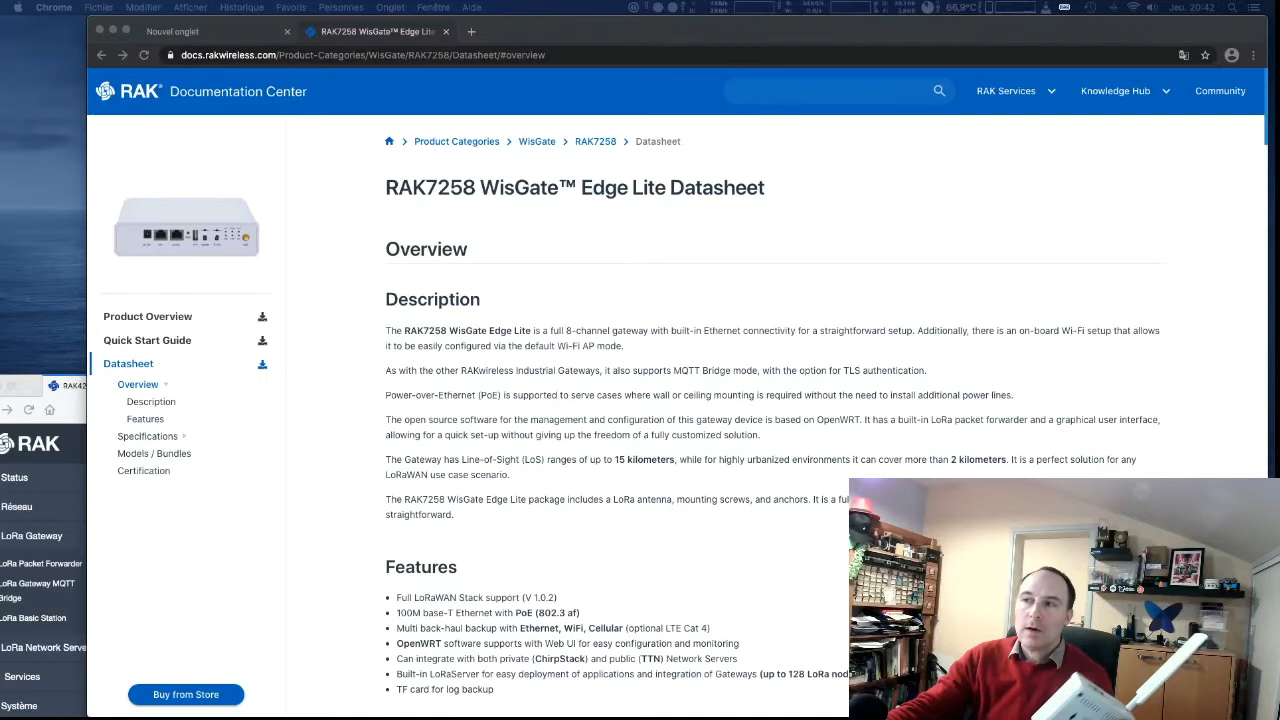 Chrome Fichier Modifier Afficher Historique Favoris Personnes Onglet Fenêtre Aide
66,9°
Jeu. 20:42
Nouvel onglet
RAK7258 WisGate™ Edge Lite
docs.rakwireless.com/Product-Categories/WisGate/RAK7258/Datasheet/#overview
RAK® Documentation Center
RAK Services
Knowledge Hub
Community
Product Categories
WisGate
RAK7258
Datasheet
RAK7258 WisGate™ Edge Lite Datasheet
Overview
Description
The RAK7258 WisGate Edge Lite is a full 8-channel gateway with built-in Ethernet connectivity for a straightforward setup. Additionally, there is an on-board Wi-Fi setup that allows
it to be easily configured via the default Wi-Fi AP mode.
As with the other RAKwireless Industrial Gateways, it also supports MQTT Bridge mode, with the option for TLS authentication.
Power-over-Ethernet (PoE) is supported to serve cases where wall or ceiling mounting is required without the need to install additional power lines.
The open source software for the management and configuration of this gateway device is based on OpenWRT. It has a built-in LoRa packet forwarder and a graphical user interface,
allowing for a quick set-up without giving up the freedom of a fully customized solution.
The Gateway has Line-of-Sight (LoS) ranges of up to 15 kilometers, while for highly urbanized environments it can cover more than 2 kilometers. It is a perfect solution for any
LoRaWAN use case scenario.
The RAK7258 WisGate Edge Lite package includes a LoRa antenna, mounting screws, and anchors. It is a ful
straightforward.
Features
Full LoRaWAN Stack support (V 1.0.2)
100M base-T Ethernet with PoE (802.3 af)
Multi back-haul backup with Ethernet, WiFi, Cellular (optional LTE Cat 4)
OpenWRT software supports with Web UI for easy configuration and monitoring
Can integrate with both private (ChirpStack) and public (TTN) Network Servers
Built-in LoRaServer for easy deployment of applications and integration of Gateways (up to 128 LoRa nod
TF card for log backup
Product Overview
Quick Start Guide
Datasheet
Overview
Description
Features
Specifications
Models / Bundles
Certification
Buy from Store
RAK42
RAK
Status
Réseau
LoRa Gateway
LoRa Packet Forwarder
LoRa Gateway MQTT
Bridge
LoRa Basic Station
LoRa Network Serve
Services
Système